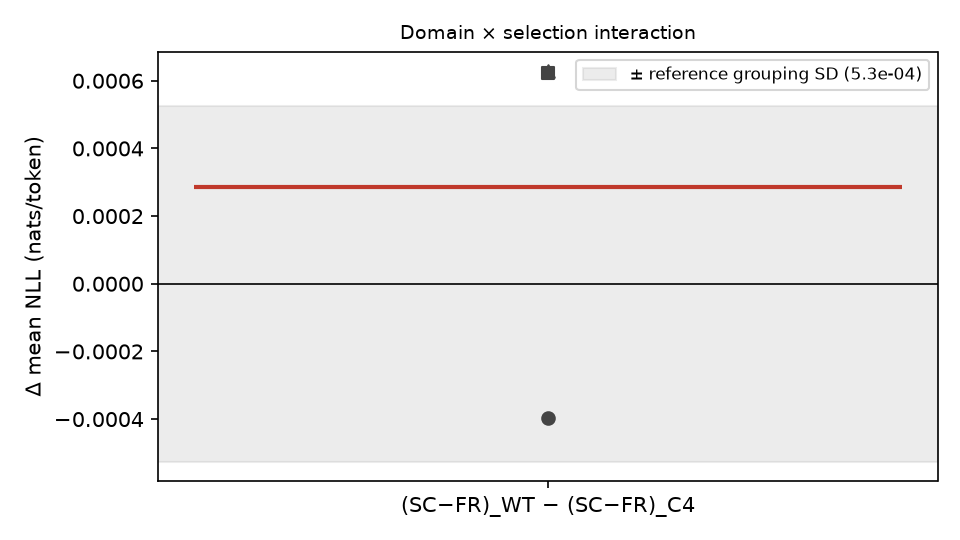 Domain × selection interaction
± reference grouping SD (5.3e-04)
Δ mean NLL (nats/token)
0.0006
0.0004
0.0002
0.0000
−0.0002
−0.0004
(SC−FR)_WT − (SC−FR)_C4